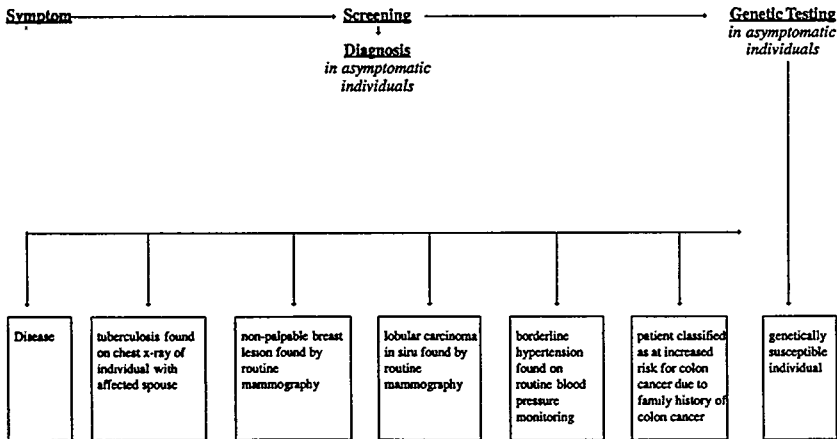 Symptom
Screening
Genetic Testing
in asymptomatic
individuals
Diagnosis
in asymptomatic
individuals
Disease
tuberculosis found
on chest x-ray of
individual with
affected spouse
non-palpable breast
lesion found by
routine
mammography
lobular carcinoma
in siru found by
routine
mammography
borderline
hypertension
found on
routine blood
pressure
monitoring
patient classified
as at increased
risk for colon
cancer due to
family history of
colon cancer
genetically
susceptible
individual